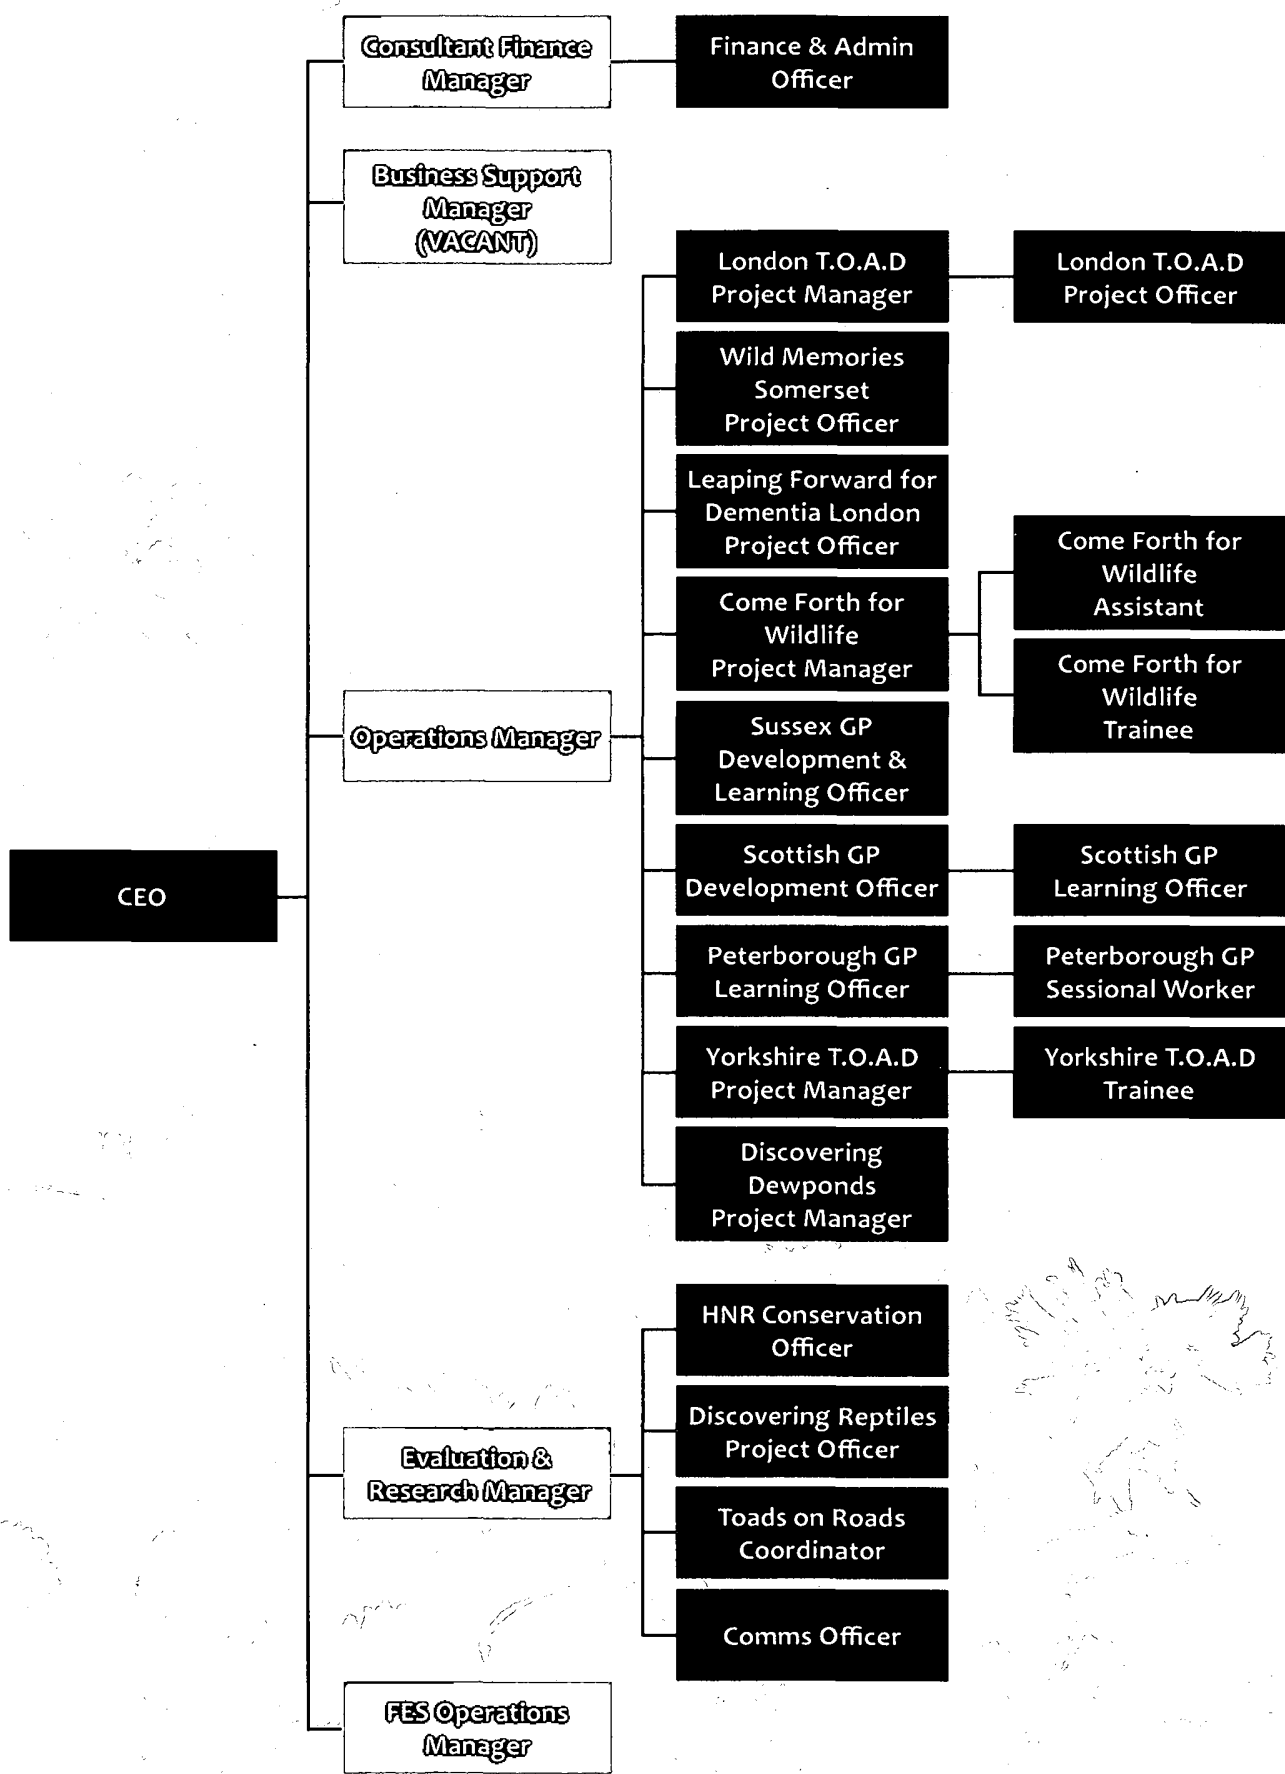 Consultant Finance
Manager
Finance & Admin
Officer
Business Support
Manager
(VACANT)
London T.O.A.D
Project Manager
London T.O.A.D
Project Officer
Wild Memories
Somerset
Project Officer
Leaping Forward for
Dementia London
Project Officer
Come Forth for
Wildlife
Project Manager
Come Forth for
Wildlife
Assistant
Come Forth for
Wildlife
Trainee
Operations Manager
Sussex GP
Development &
Learning Officer
CEO
Scottish GP
Development Officer
Scottish GP
Learning Officer
Peterborough GP
Learning Officer
Peterborough GP
Sessional Worker
Yorkshire T.O.A.D
Project Manager
Yorkshire T.O.A.D
Trainee
Discovering
Dewponds
Project Manager
HNR Conservation
Officer
Discovering Reptiles
Project Officer
Evaluation &
Research Manager
Toads on Roads
Coordinator
Comms Officer
FES Operations
Manager